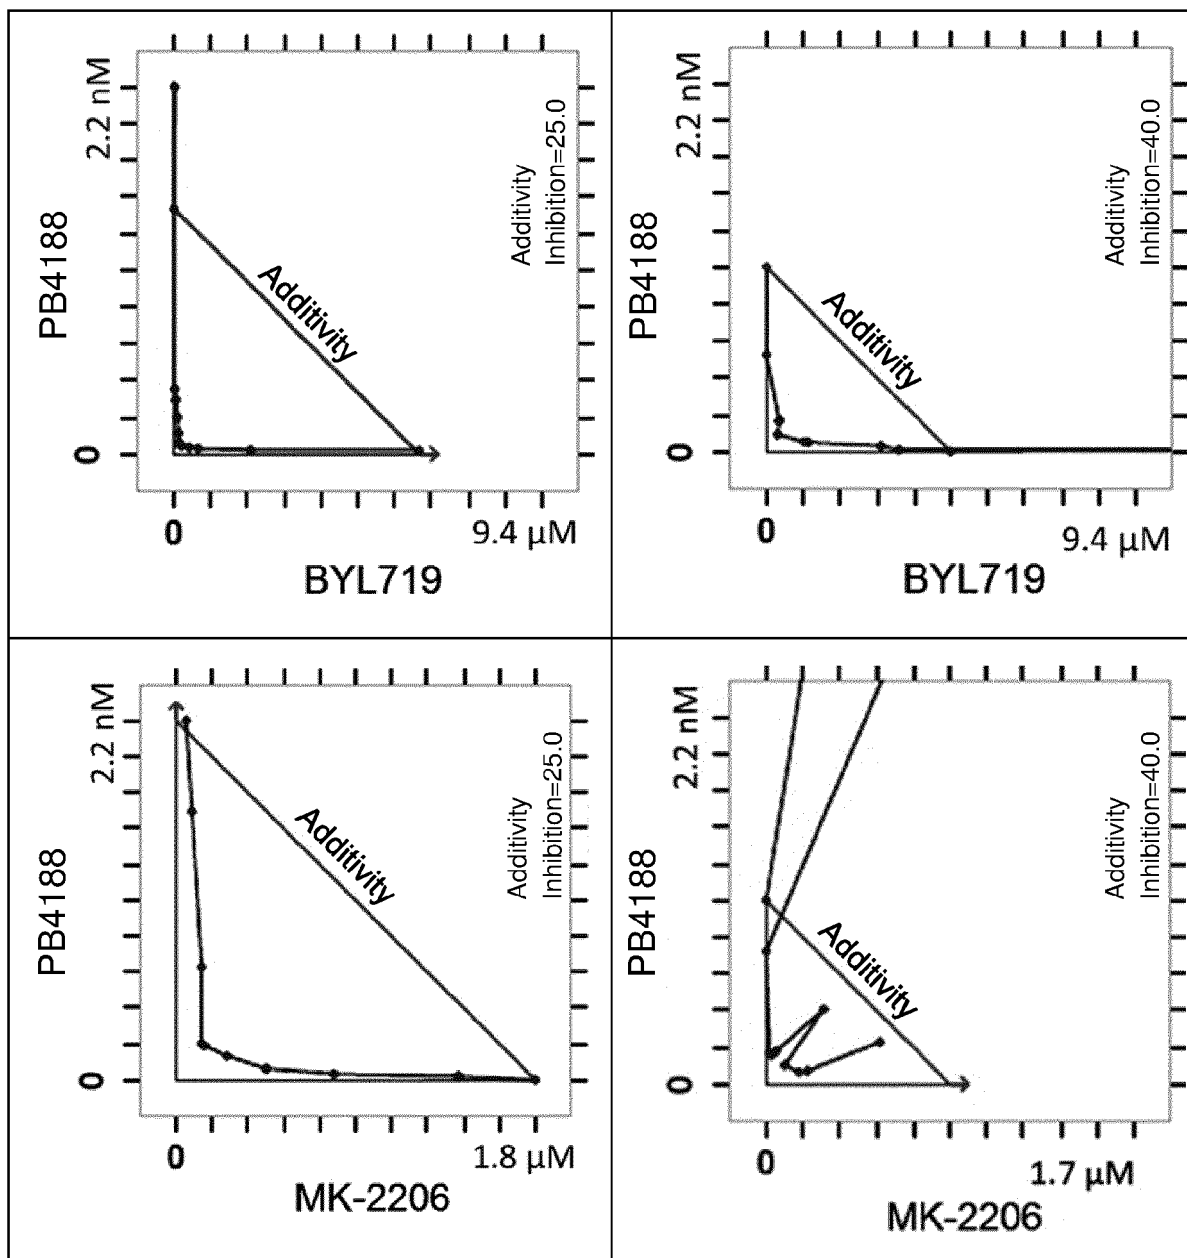 PB4188
2.2 nM
0
Additivity
Additivity
Inhibition=25.0
0
9.4 µM
BYL719
PB4188
2.2 nM
0
Additivity
Additivity
Inhibition=40.0
0
9.4 µM
BYL719
PB4188
2.2 nM
0
Additivity
Additivity
Inhibition=25.0
0
1.8 µM
MK-2206
PB4188
2.2 nM
0
Additivity
Additivity
Inhibition=40.0
0
1.7 µM
MK-2206